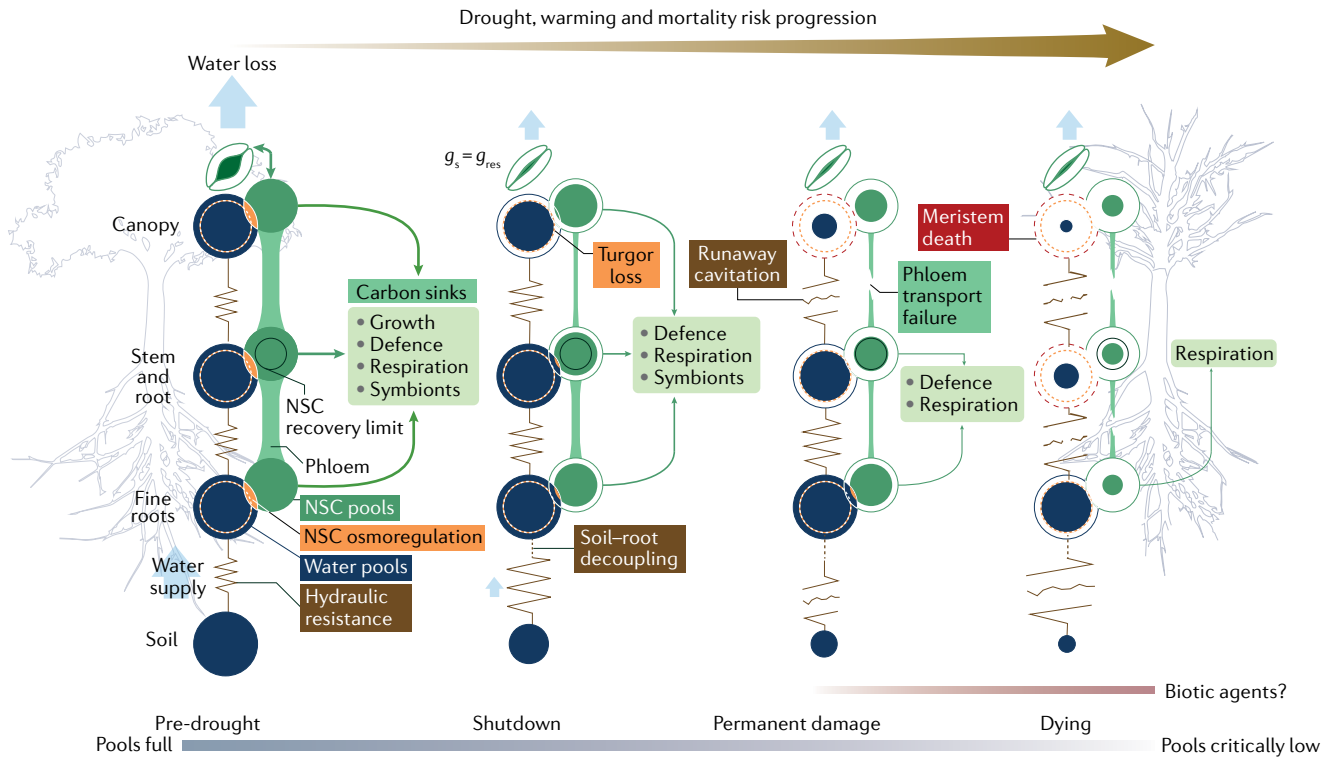 Drought, warming and mortality risk progression
Water loss
gs = gres
Canopy
Turgor
loss
Runaway
cavitation
Meristem
death
Phloem
transport
failure
Carbon sinks
• Growth
• Defence
• Respiration
• Symbionts
• Defence
• Respiration
• Symbionts
• Defence
• Respiration
Respiration
Stem
and
root
NSC
recovery limit
Phloem
Fine
roots
NSC pools
NSC osmoregulation
Water pools
Hydraulic
resistance
Soil–root
decoupling
Water
supply
Soil
Biotic agents?
Pre-drought
Shutdown
Permanent damage
Dying
Pools full
Pools critically low